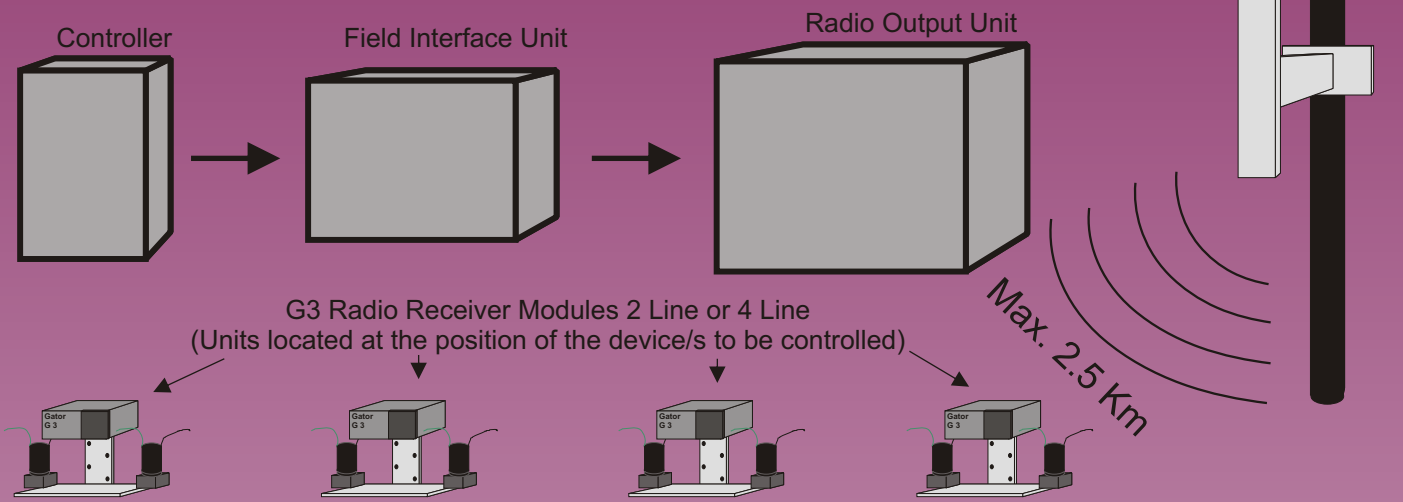 Controller
Field Interface Unit
Radio Output Unit
G3 Radio Receiver Modules 2 Line or 4 Line
(Units located at the position of the device/s to be controlled)
Max. 2.5 Km
Gator
G 3
Gator
G 3
Gator
G 3
Gator
G 3